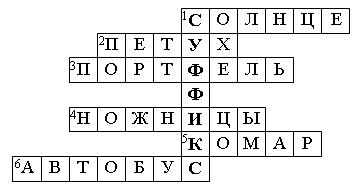 1СОЛНЦЕ
2ПЕТУХ
3ПОРТФЕЛЬ
Ф
4НОЖНИЦЫ
5КОМАР
6АВТОБУС